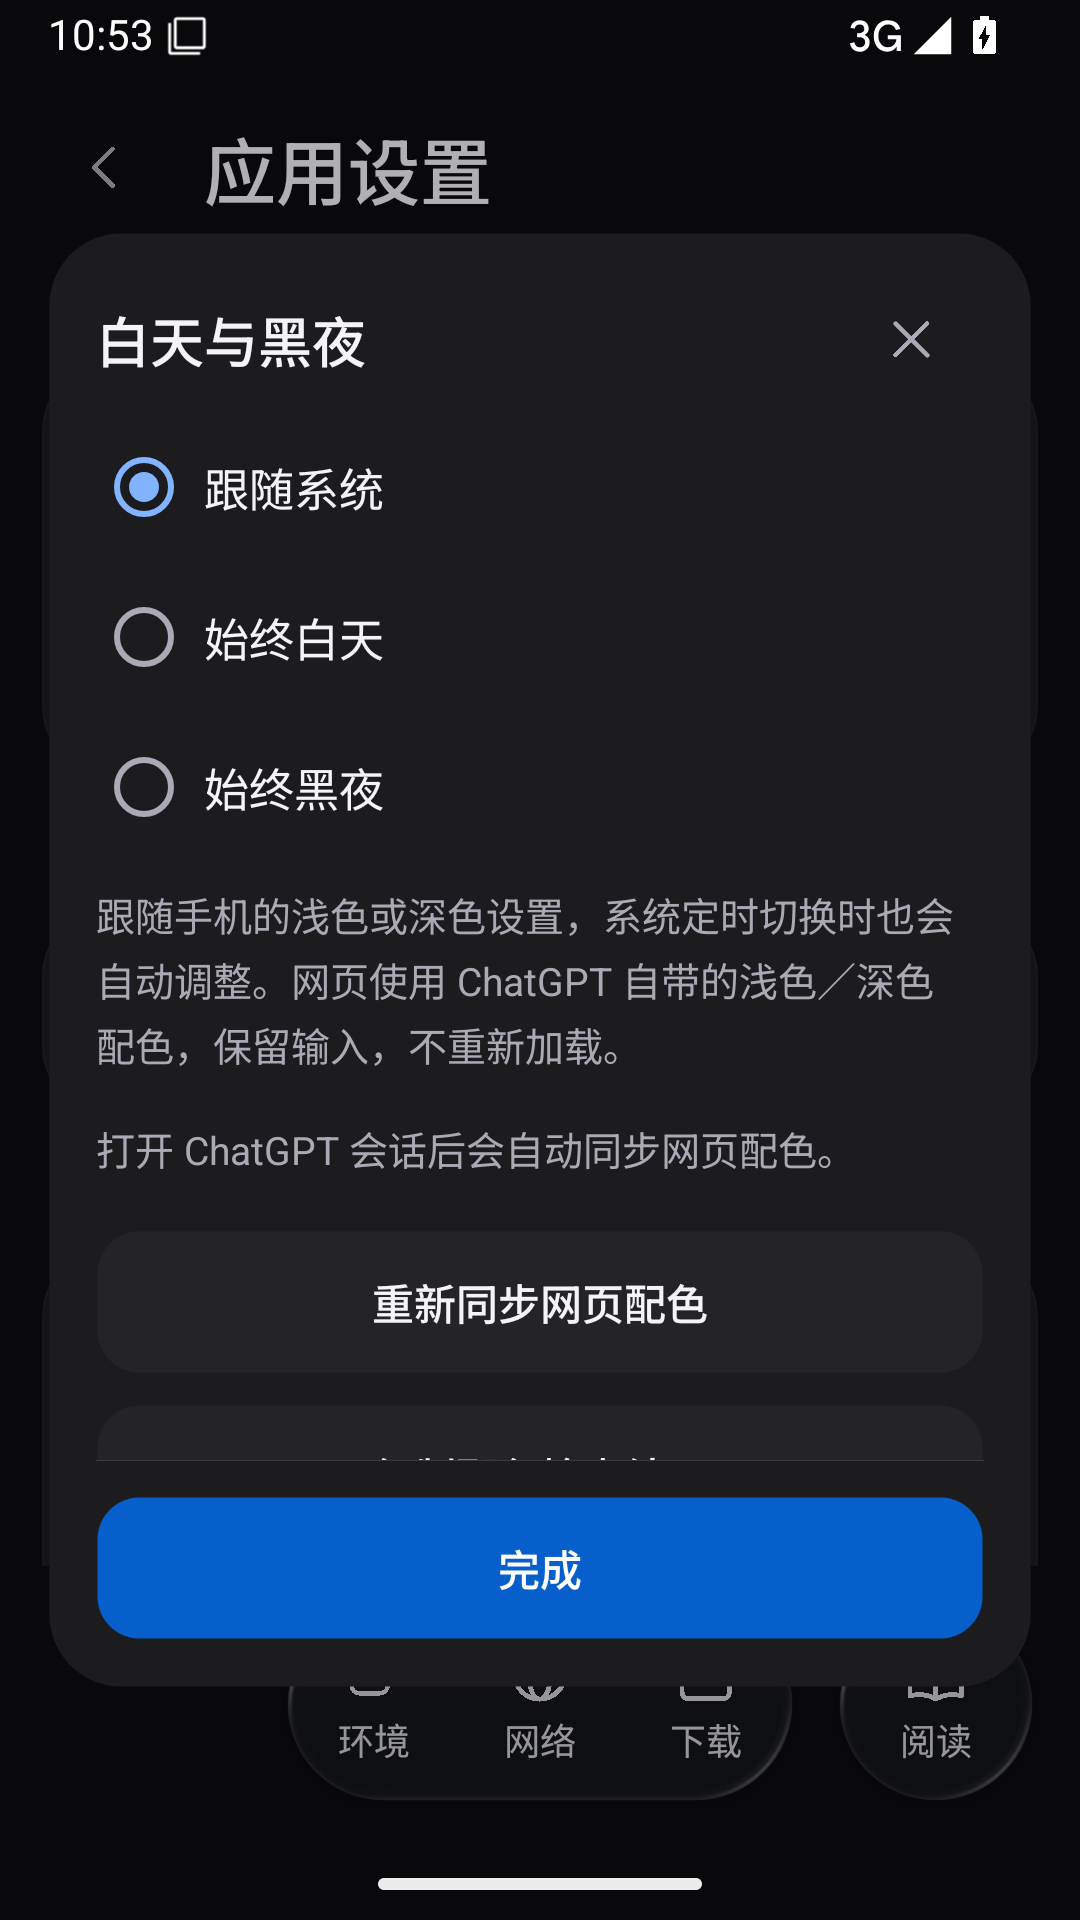 10:53
3G
应用设置
白天与黑夜
跟随系统
始终白天
始终黑夜
跟随手机的浅色或深色设置，系统定时切换时也会
自动调整。网页使用 ChatGPT 自带的浅色／深色
配色，保留输入，不重新加载。
打开 ChatGPT 会话后会自动同步网页配色。
重新同步网页配色
完成
环境
网络
下载
阅读